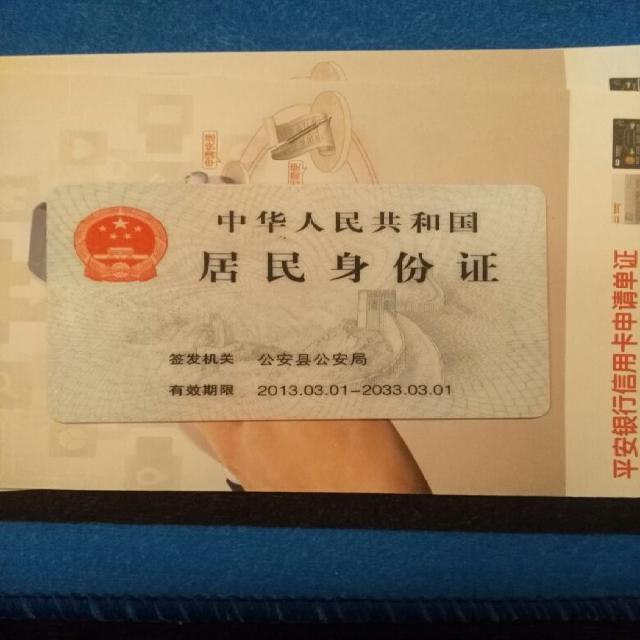 中华人民共和国
居民身份证
签发机关 公安县公安局
有效期限 2013.03.01-2033.03.01
平安银行信用卡申请单证